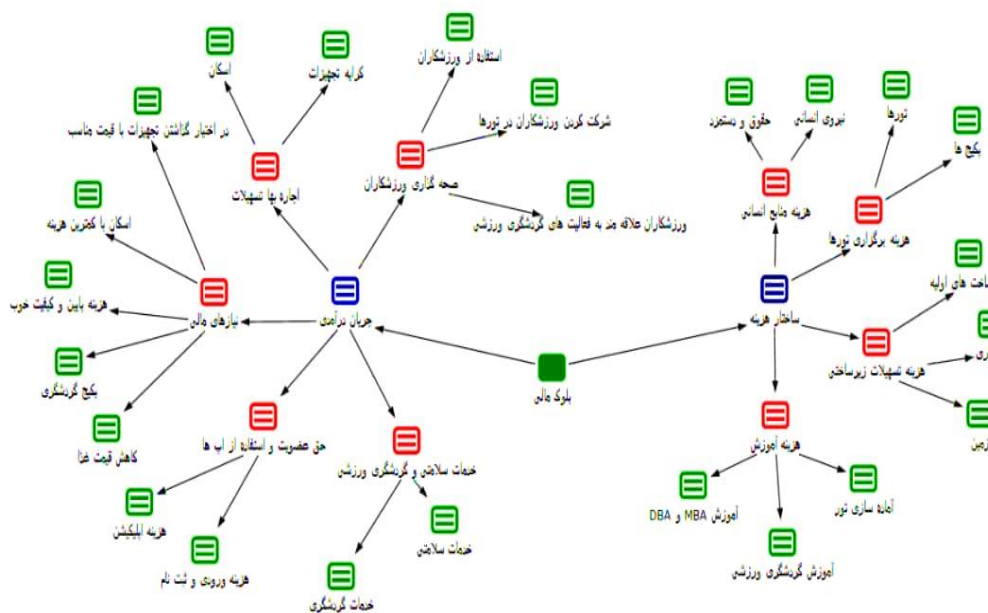 استفاده از ورزشکاران
اسکان
کرایه تجهیزات
تورها
نیروی انسانی
حقوق و دستمزد
شرکت کردن ورزشکاران در تورها
در اختیار گذاشتن تجهیزات با قیمت مناسب
پکیج ها
صحه گزاری ورزشکاران
اجاره بها تسهیلات
هزینه منابع انسانی
ورزشکاران علاقه مند به فعالیت های گردشگری ورزشی
اسکان با کمترین هزینه
هزینه برگزاری تورها
اخت های اولیه
هزینه پایین و کیفیت خوب
ساختار هزینه
جریان درآمدی
نیازهای مالی
هزینه تسهیلات زیرساختی
پکیج گردشگری
بلوک مالی
هزینه آموزش
حق عضویت و استفاده از اپ ها
خدمات سلامتی و گردشگری ورزشی
کاهش قیمت غذا
زمین
آماده سازی تور
آموزش MBA و DBA
هزینه اپلیکیشن
خدمات سلامتی
آموزش گردشگری ورزشی
هزینه ورودی و ثبت نام
خدمات گردشگری